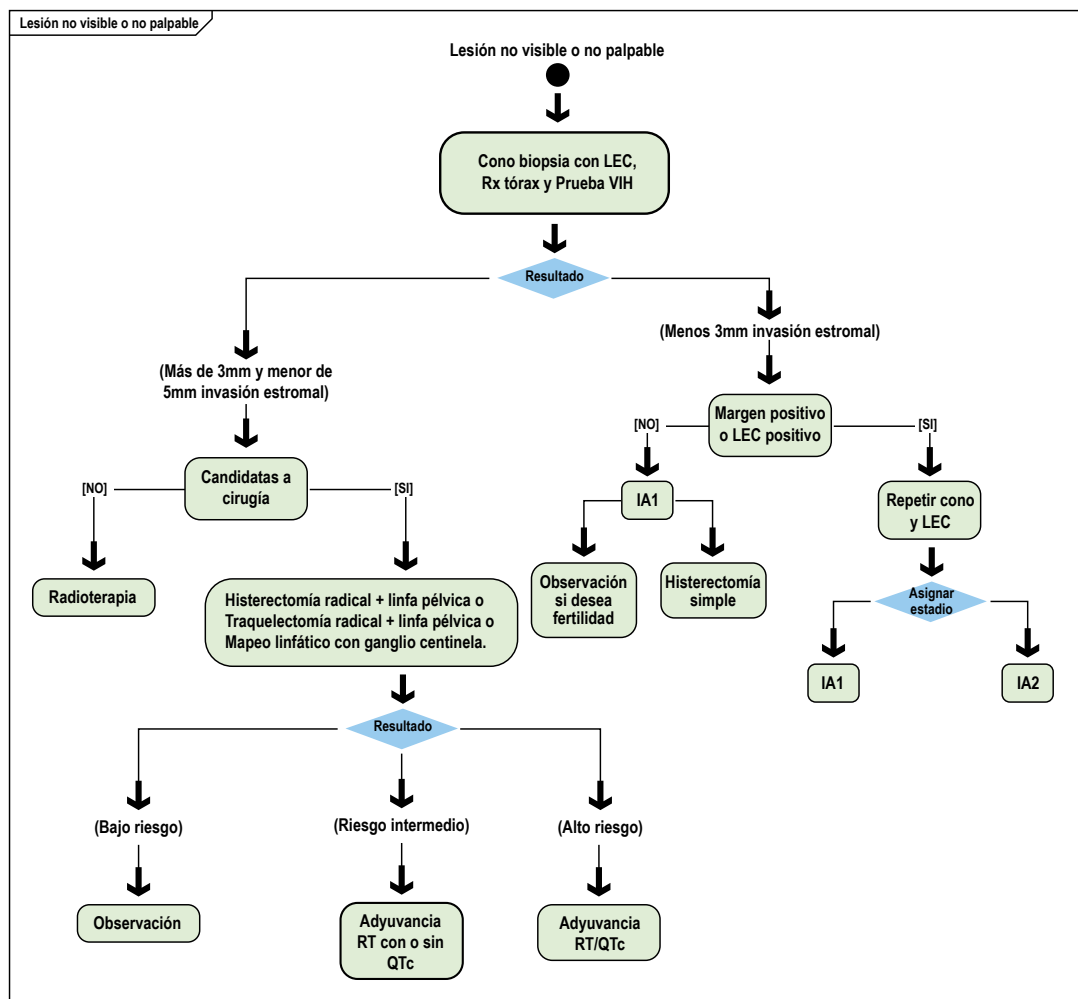 Lesión no visible o no palpable
Lesión no visible o no palpable
Cono biopsia con LEC,
Rx tórax y Prueba VIH
Resultado
(Más de 3mm y menor de
5mm invasión estromal)
Candidatas a
cirugía
[NO]
[SI]
Radioterapia
Histerectomía radical + linfa pélvica o
Traquelectomía radical + linfa pélvica o
Mapeo linfático con ganglio centinela.
Resultado
(Bajo riesgo)
(Riesgo intermedio)
(Alto riesgo)
Observación
Adyuvancia
RT con o sin
QTc
Adyuvancia
RT/QTc
(Menos 3mm invasión estromal)
Margen positivo
o LEC positivo
[NO]
[SI]
IA1
Observación
si desea
fertilidad
Histerectomía
simple
Repetir cono
y LEC
Asignar
estadio
IA1
IA2